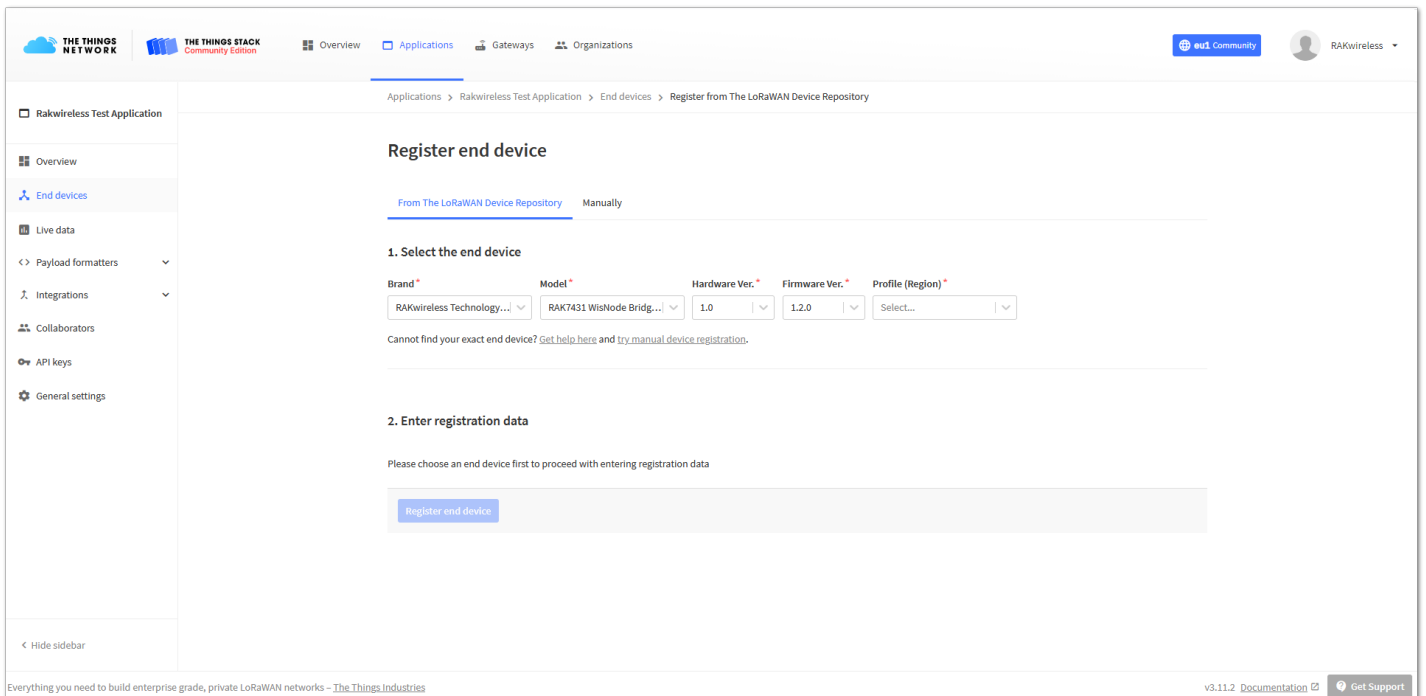 THE THINGS NETWORK
THE THINGS STACK
Community Edition
Overview
Applications
Gateways
Organizations
eu1 Community
RAKwireless
Rakwireless Test Application
Overview
End devices
Live data
Payload formatters
Integrations
Collaborators
API keys
General settings
Hide sidebar
Applications > Rakwireless Test Application > End devices > Register from The LoRaWAN Device Repository
Register end device
From The LoRaWAN Device Repository
Manually
1. Select the end device
Brand * Model * Hardware Ver. * Firmware Ver. * Profile (Region) *
RAKwireless Technology... RAK7431 WisNode Bridg... 1.0 1.2.0 Select...
Cannot find your exact end device? Get help here and try manual device registration.
2. Enter registration data
Please choose an end device first to proceed with entering registration data
Register end device
Everything you need to build enterprise grade, private LoRaWAN networks – The Things Industries
v3.11.2 Documentation
Get Support